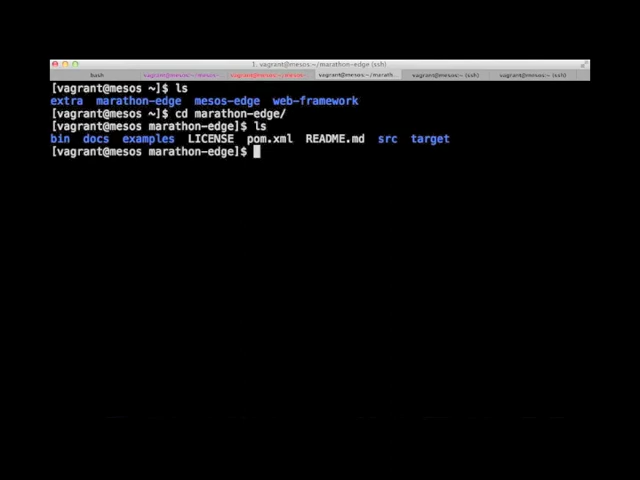 1. vagrant@mesos:~/marathon-edge (ssh)
bash vagrant@mesos:~/mesos- vagrant@mesos:~/mesos- vagrant@mesos:~/marath... vagrant@mesos:~ (ssh) vagrant@mesos:~ (ssh)
[vagrant@mesos ~]$ ls
extra marathon-edge mesos-edge web-framework
[vagrant@mesos ~]$ cd marathon-edge/
[vagrant@mesos marathon-edge]$ ls
bin docs examples LICENSE pom.xml README.md src target
[vagrant@mesos marathon-edge]$